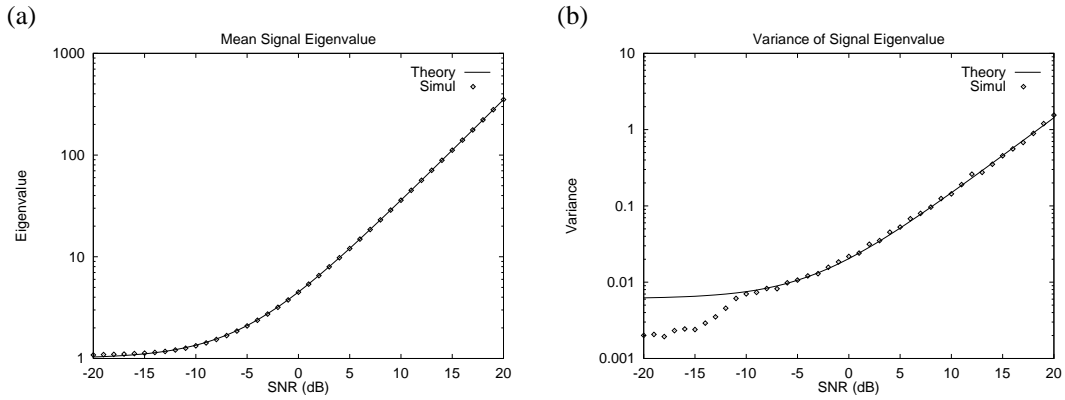 (a)
Mean Signal Eigenvalue
1000
100
10
1
Eigenvalue
Theory
Simul
-20 -15 -10 -5 0 5 10 15 20
SNR (dB)
(b)
Variance of Signal Eigenvalue
10
1
0.1
0.01
0.001
Variance
Theory
Simul
-20 -15 -10 -5 0 5 10 15 20
SNR (dB)